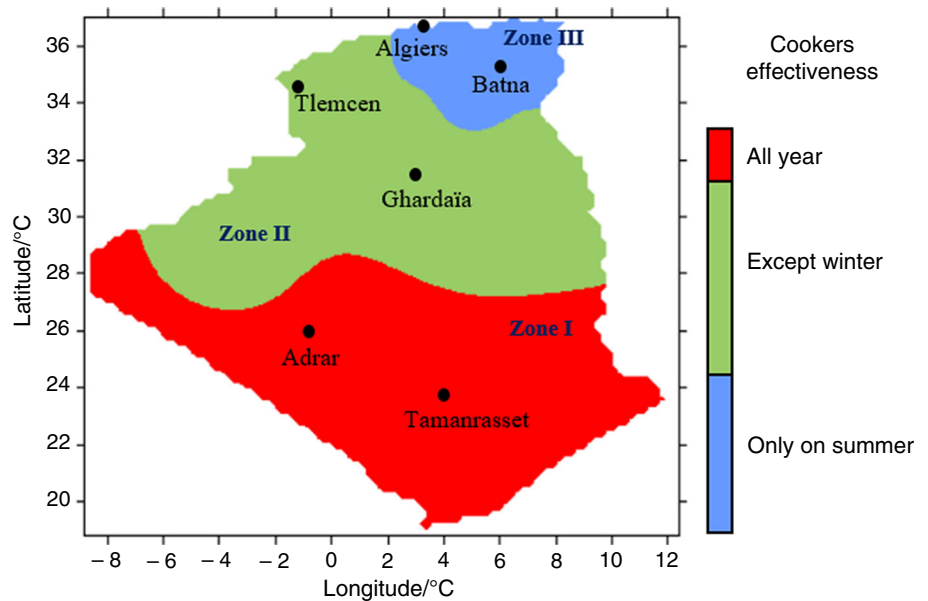 36
34
32
30
28
26
24
22
20
Latitude/°C
Algiers
Zone III
Batna
Tlemcen
Ghardaïa
Zone II
Zone I
Adrar
Tamanrasset
– 8 – 6 – 4 – 2 0 2 4 6 8 10 12
Longitude/°C
Cookers
effectiveness
All year
Except winter
Only on summer